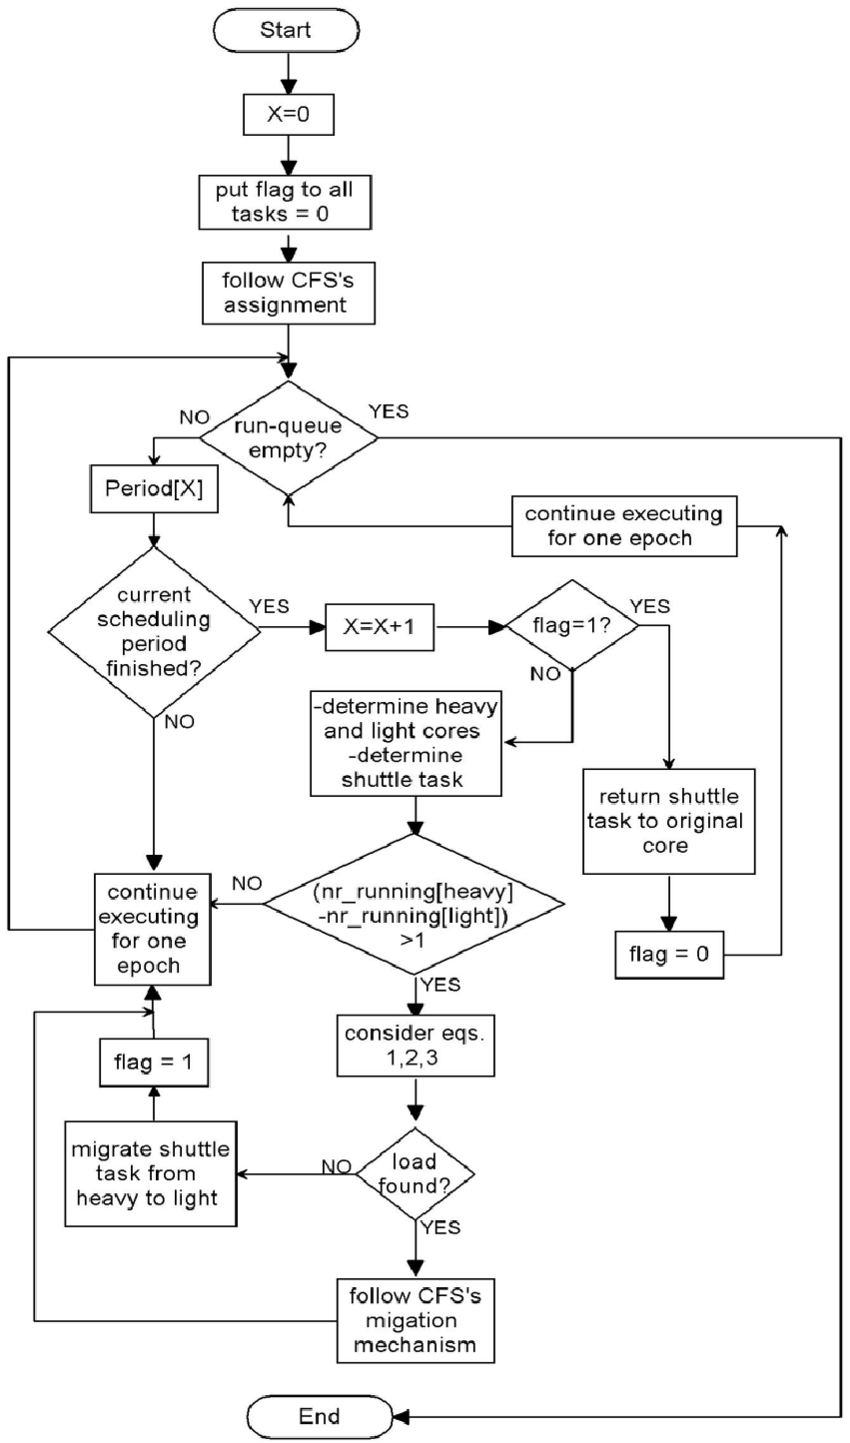 Start
X=0
put flag to all
tasks = 0
follow CFS's
assignment
NO
YES
run-queue
empty?
Period[X]
continue executing
for one epoch
current
scheduling
period
finished?
YES
X=X+1
flag=1?
YES
NO
NO
-determine heavy
and light cores
-determine
shuttle task
return shuttle
task to original
core
continue
executing
for one
epoch
NO
(nr_running[heavy]
-nr_running[light])
>1
YES
flag = 0
consider eqs.
1,2,3
flag = 1
migrate shuttle
task from
heavy to light
NO
load
found?
YES
follow CFS's
migation
mechanism
End